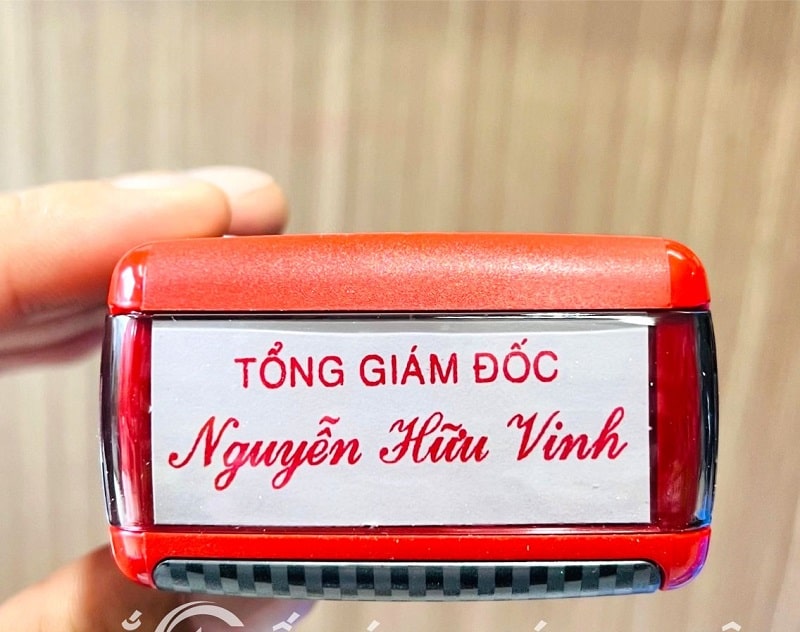 TỔNG GIÁM ĐỐC
Nguyễn Hữu Vinh